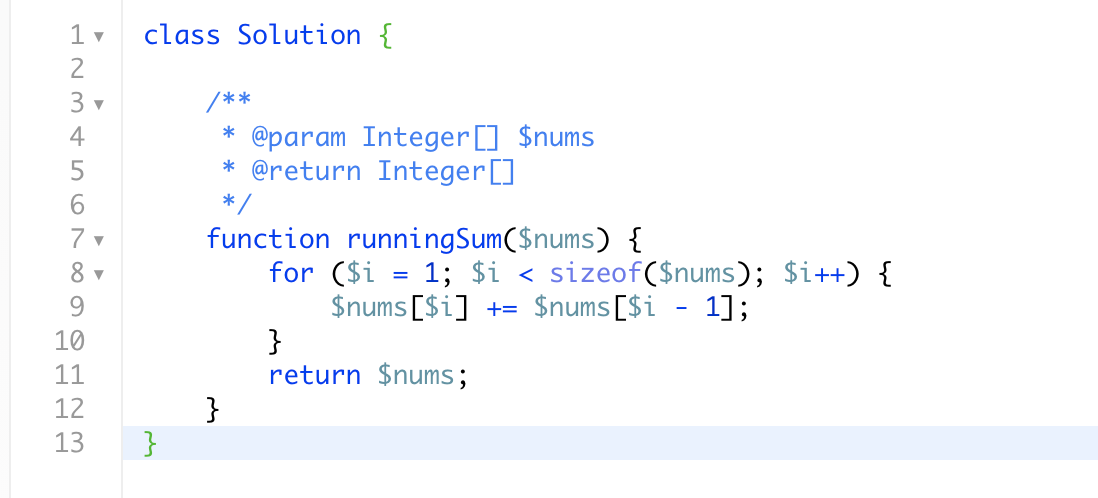 1 class Solution {
2
3     /**
4      * @param Integer[] $nums
5      * @return Integer[]
6      */
7     function runningSum($nums) {
8         for ($i = 1; $i < sizeof($nums); $i++) {
9             $nums[$i] += $nums[$i - 1];
10         }
11         return $nums;
12     }
13 }